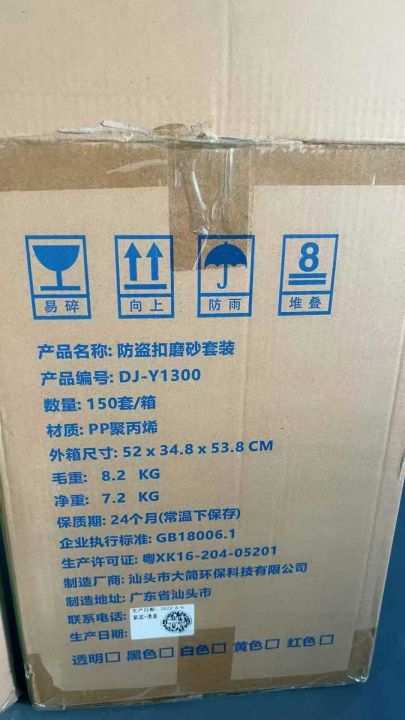 8
易碎
向上
防雨
堆叠
产品名称: 防盗扣磨砂套装
产品编号: DJ-Y1300
数量: 150套/箱
材质: PP聚丙烯
外箱尺寸: 52 x 34.8 x 53.8 CM
毛重: 8.2 KG
净重: 7.2 KG
保质期: 24个月(常温下保存)
企业执行标准: GB18006.1
生产许可证: 粤XK16-204-05201
制造厂商: 汕头市大简环保科技有限公司
制造地址: 广东省汕头市
联系电话:
生产日期:
生产日期:
透明□ 黑色□ 白色□ 黄色□ 红色□